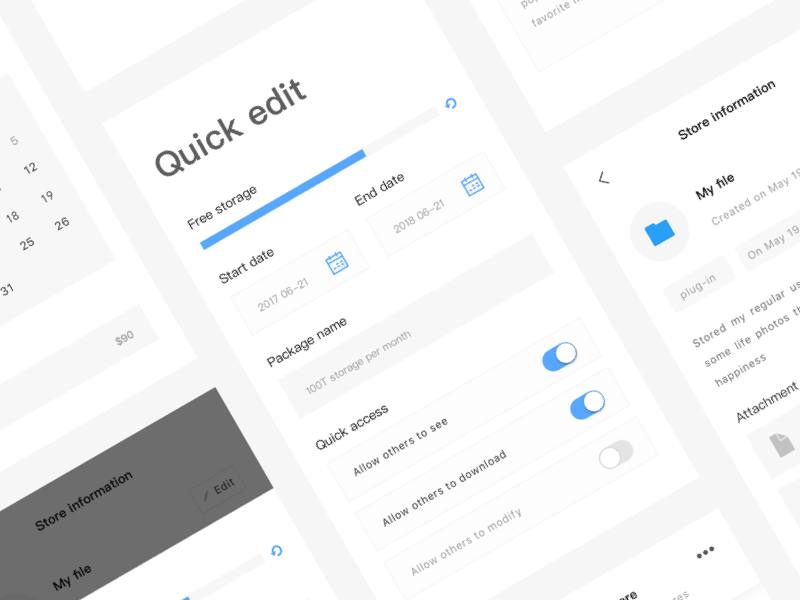 5
12
18 19
25 26
31
$90
Store information
Edit
My file
Quick edit
Free storage
Start date
2017 06-21
End date
2018 06-21
Package name
100T storage per month
Quick access
Allow others to see
Allow others to download
Allow others to modify
favorite
Store information
My file
Created on May 19
plug-in
On May 19
Stored my regular
some life photos
happiness
Attachment